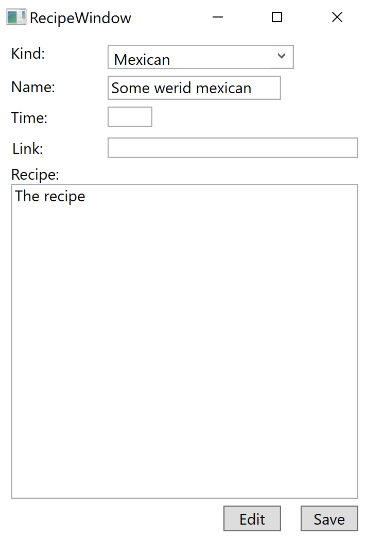 RecipeWindow
Kind: Mexican
Name: Some werid mexican
Time:
Link:
Recipe:
The recipe
Edit Save